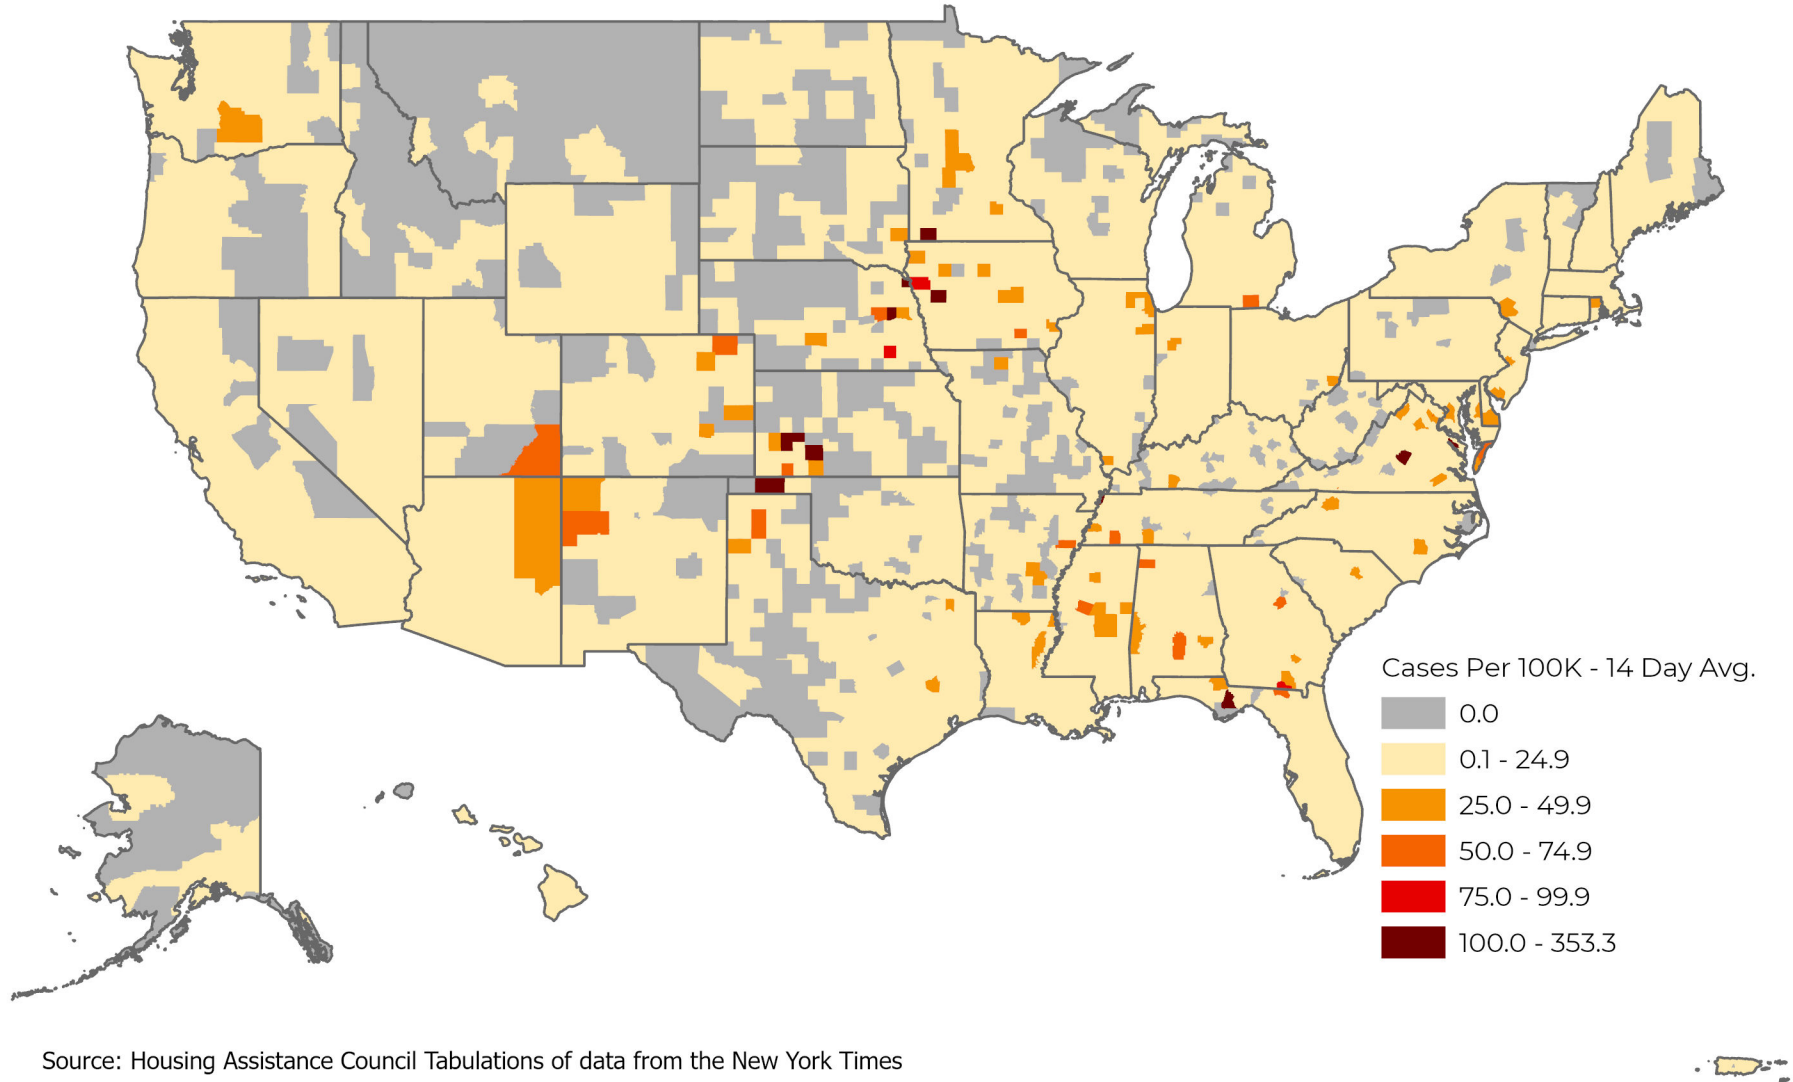 Cases Per 100K - 14 Day Avg.
0.0
0.1 - 24.9
25.0 - 49.9
50.0 - 74.9
75.0 - 99.9
100.0 - 353.3
Source: Housing Assistance Council Tabulations of data from the New York Times